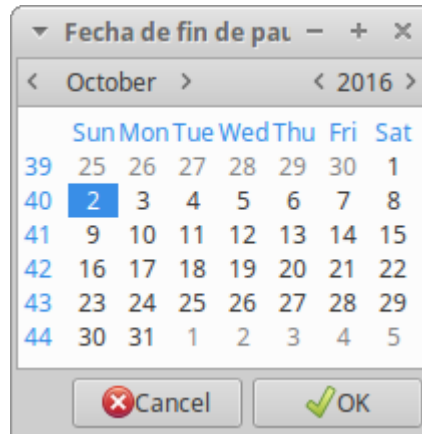 Fecha de fin de pau
October 2016
Sun Mon Tue Wed Thu Fri Sat
39 25 26 27 28 29 30 1
40 2 3 4 5 6 7 8
41 9 10 11 12 13 14 15
42 16 17 18 19 20 21 22
43 23 24 25 26 27 28 29
44 30 31 1 2 3 4 5
Cancel OK